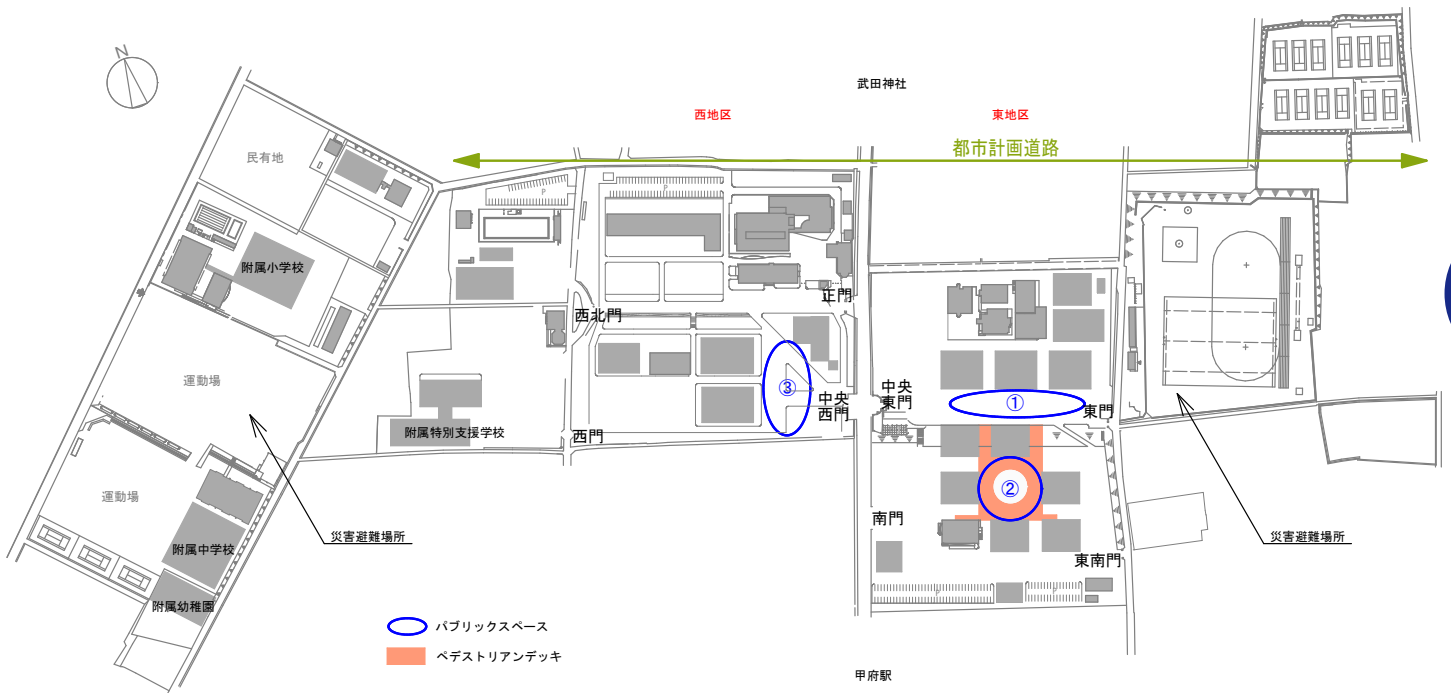 N
武田神社
西地区
東地区
都市計画道路
民有地
P
附属小学校
正門
西北門
運動場
③
中央
西門
中央
東門
①
東門
附属特別支援学校
西門
運動場
②
南門
災害避難場所
災害避難場所
附属中学校
東南門
附属幼稚園
P
P
パブリックスペース
ペデストリアンデッキ
甲府駅